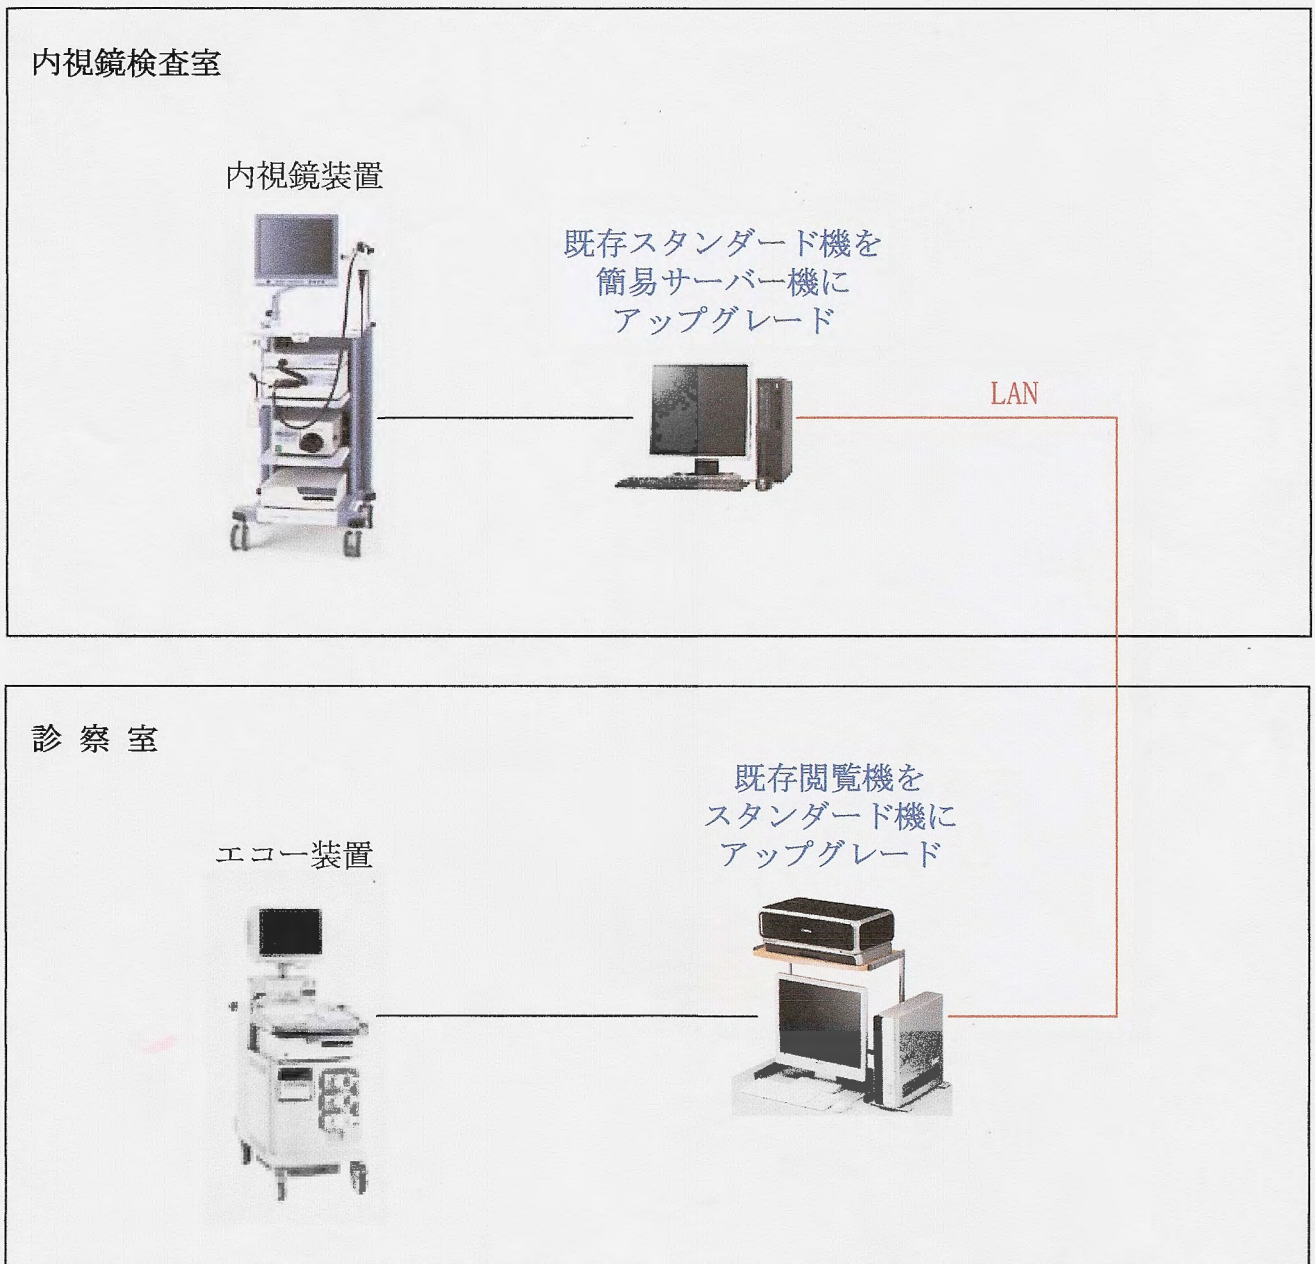 内視鏡検査室
内視鏡装置
既存スタンダード機を
簡易サーバー機に
アップグレード
LAN
診 察 室
既存閲覧機を
スタンダード機に
アップグレード
エコー装置